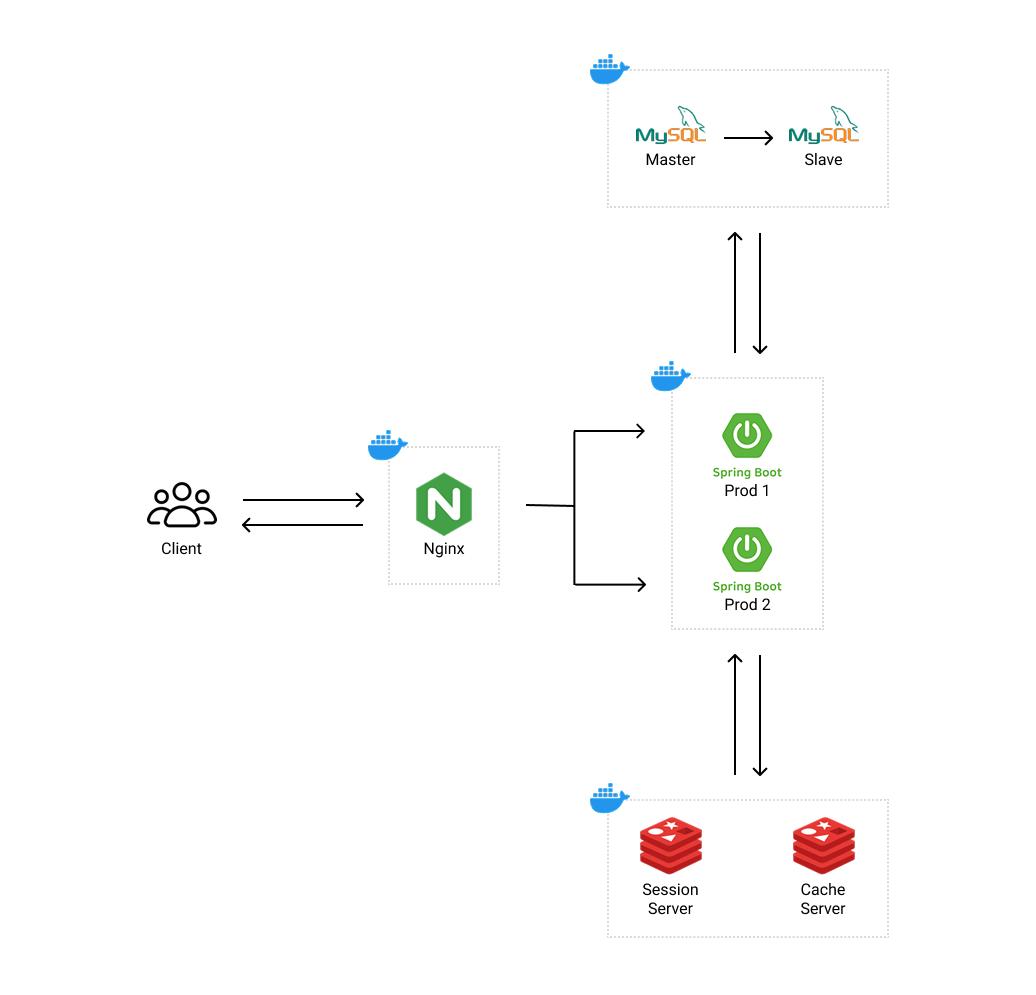 MySQL
Master
MySQL
Slave
Spring Boot
Prod 1
Client
N
Nginx
Spring Boot
Prod 2
Session
Server
Cache
Server